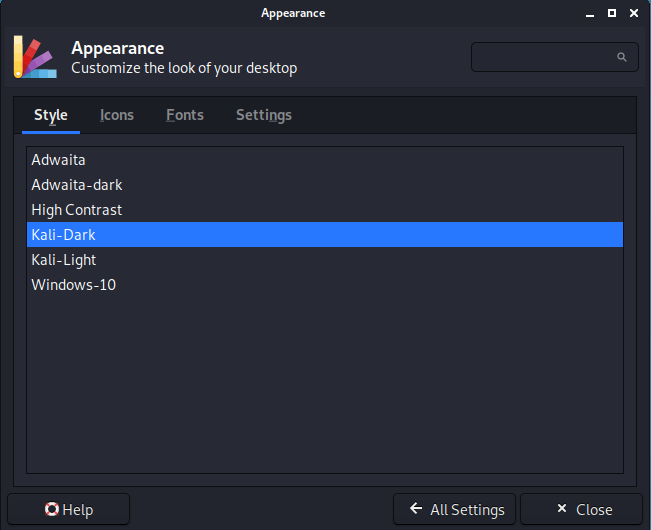 Appearance
Appearance
Customize the look of your desktop
Style Icons Fonts Settings
Adwaita
Adwaita-dark
High Contrast
Kali-Dark
Kali-Light
Windows-10
Help All Settings Close